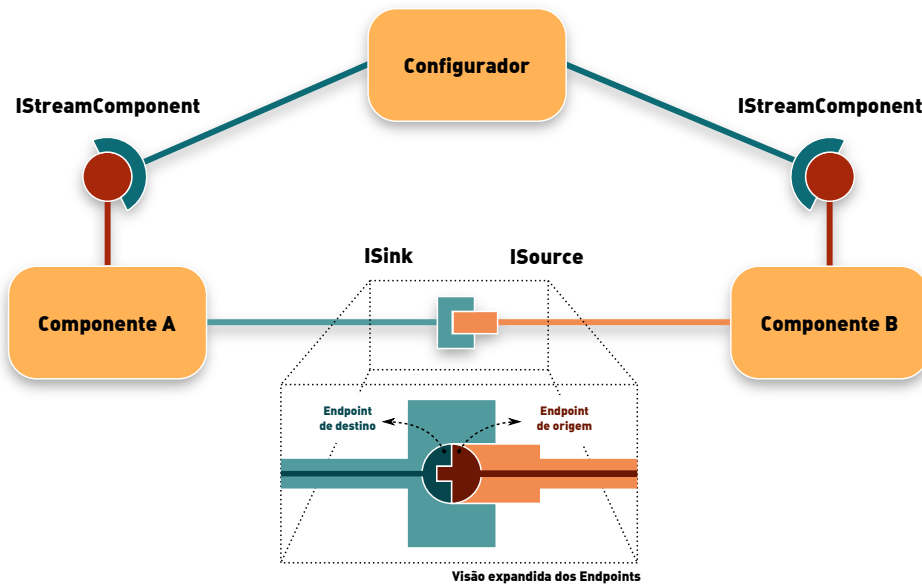 Configurador
IStreamComponent
IStreamComponent
ISink
ISource
Componente A
Componente B
Endpoint
de destino
Endpoint
de origem
Visão expandida dos Endpoints